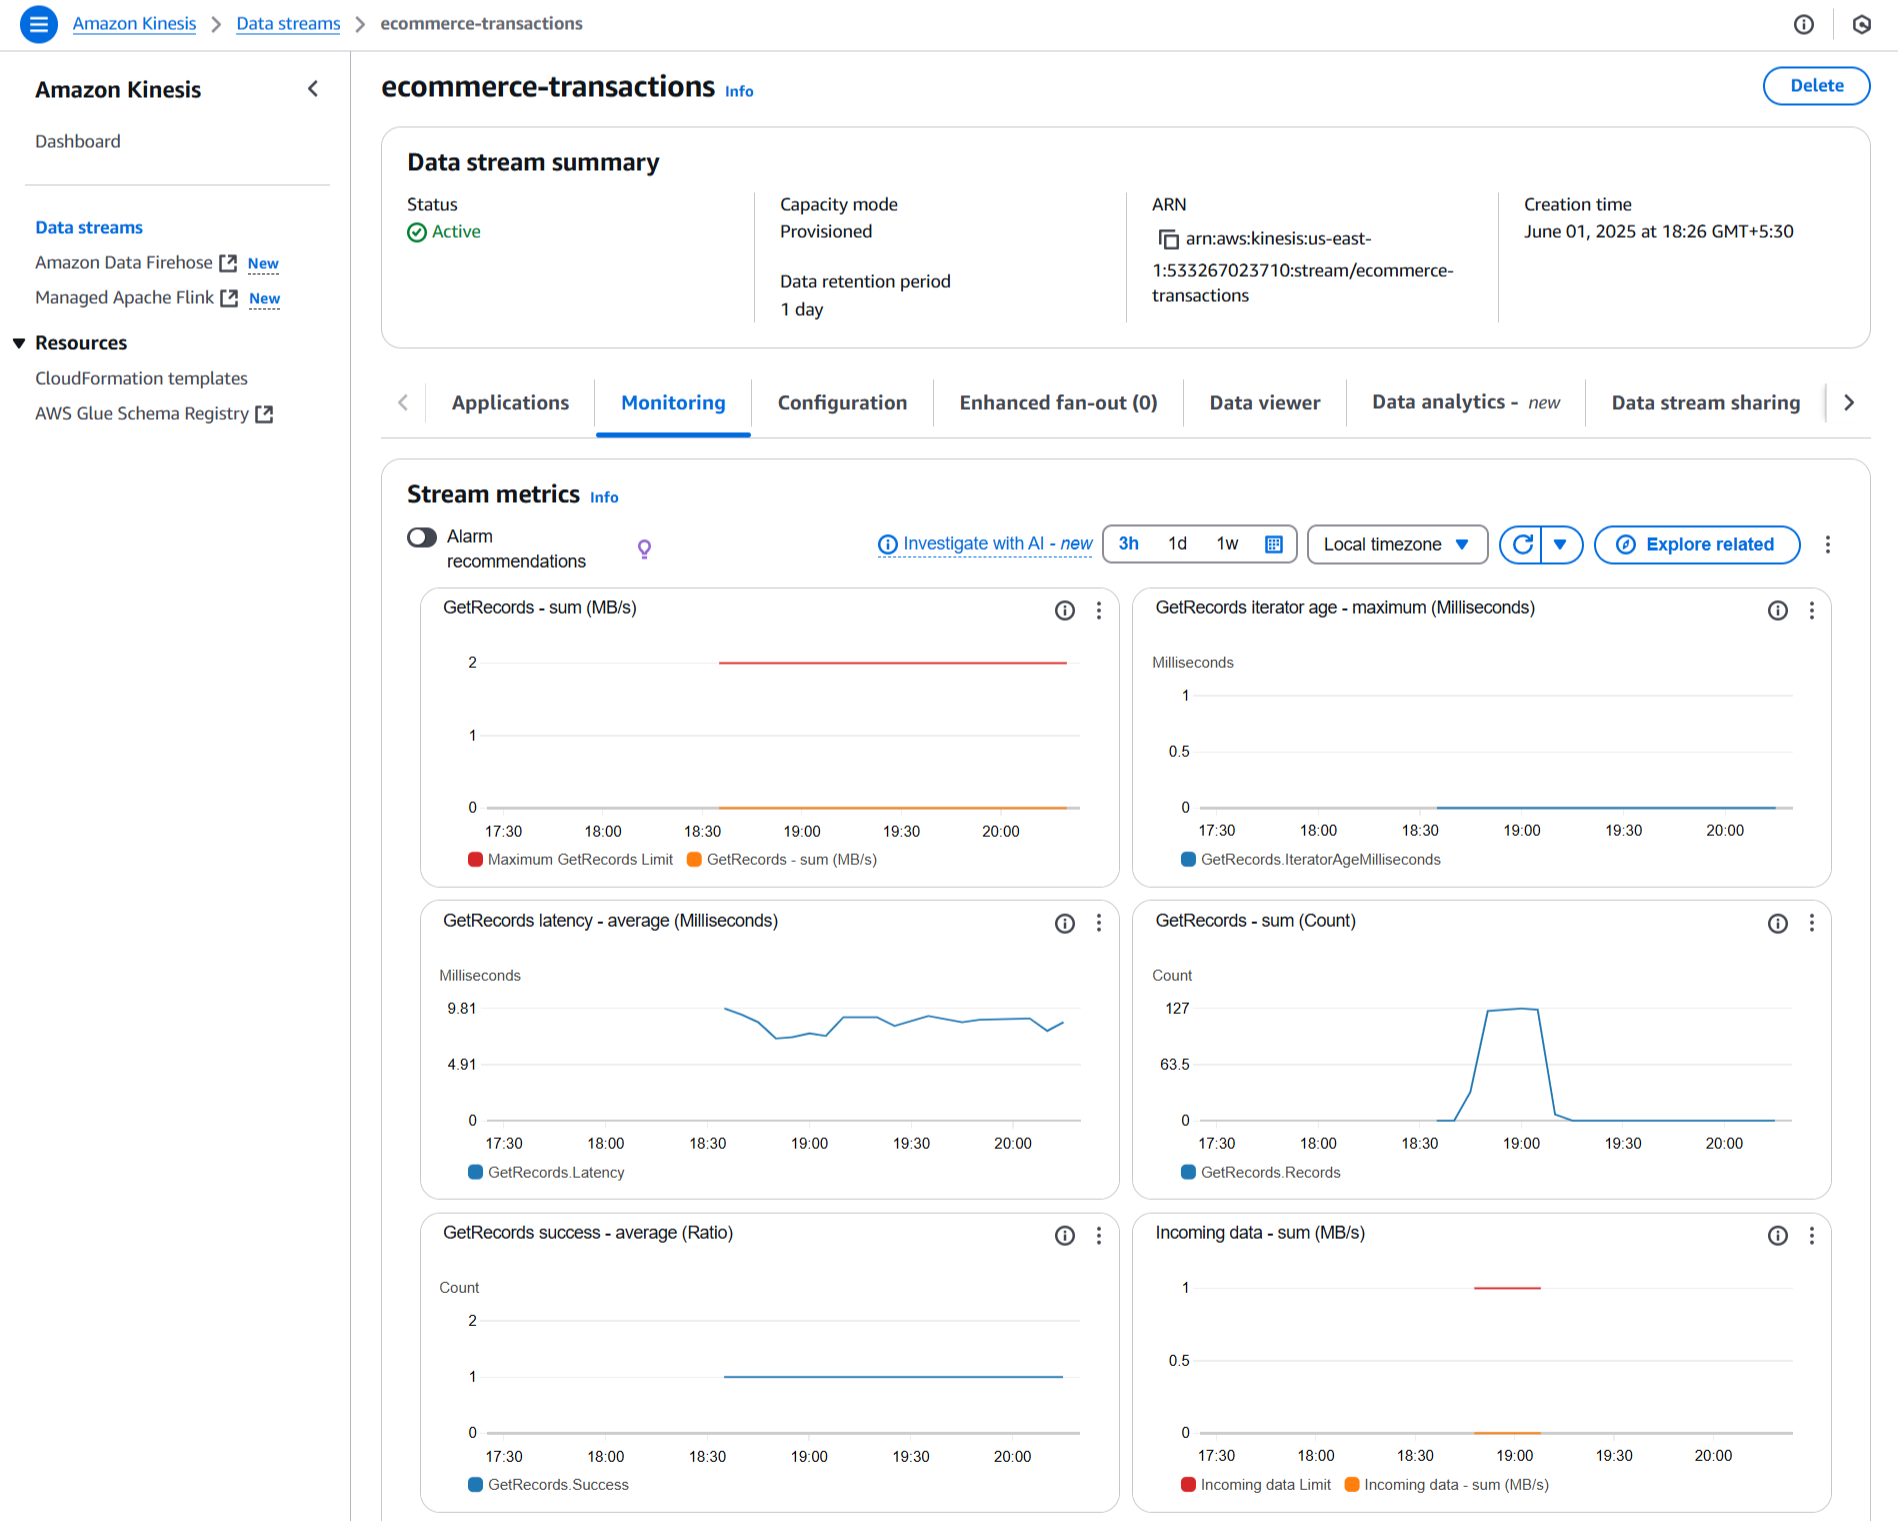 Amazon Kinesis > Data streams > ecommerce-transactions
Amazon Kinesis
Dashboard
Data streams
Amazon Data Firehose New
Managed Apache Flink New
Resources
CloudFormation templates
AWS Glue Schema Registry
ecommerce-transactions Info
Delete
Data stream summary
Status
Active
Capacity mode
Provisioned
Data retention period
1 day
ARN
arn:aws:kinesis:us-east-
1:533267023710:stream/ecommerce-
transactions
Creation time
June 01, 2025 at 18:26 GMT+5:30
Applications
Monitoring
Configuration
Enhanced fan-out (0)
Data viewer
Data analytics - new
Data stream sharing
Stream metrics Info
Alarm
recommendations
Investigate with AI - new
3h 1d 1w
Local timezone
Explore related
GetRecords - sum (MB/s)
2
1
0
17:30 18:00 18:30 19:00 19:30 20:00
Maximum GetRecords Limit GetRecords - sum (MB/s)
GetRecords iterator age - maximum (Milliseconds)
Milliseconds
1
0.5
0
17:30 18:00 18:30 19:00 19:30 20:00
GetRecords.IteratorAgeMilliseconds
GetRecords latency - average (Milliseconds)
Milliseconds
9.81
4.91
0
17:30 18:00 18:30 19:00 19:30 20:00
GetRecords.Latency
GetRecords - sum (Count)
Count
127
63.5
0
17:30 18:00 18:30 19:00 19:30 20:00
GetRecords.Records
GetRecords success - average (Ratio)
Count
2
1
0
17:30 18:00 18:30 19:00 19:30 20:00
GetRecords.Success
Incoming data - sum (MB/s)
1
0.5
0
17:30 18:00 18:30 19:00 19:30 20:00
Incoming data Limit Incoming data - sum (MB/s)